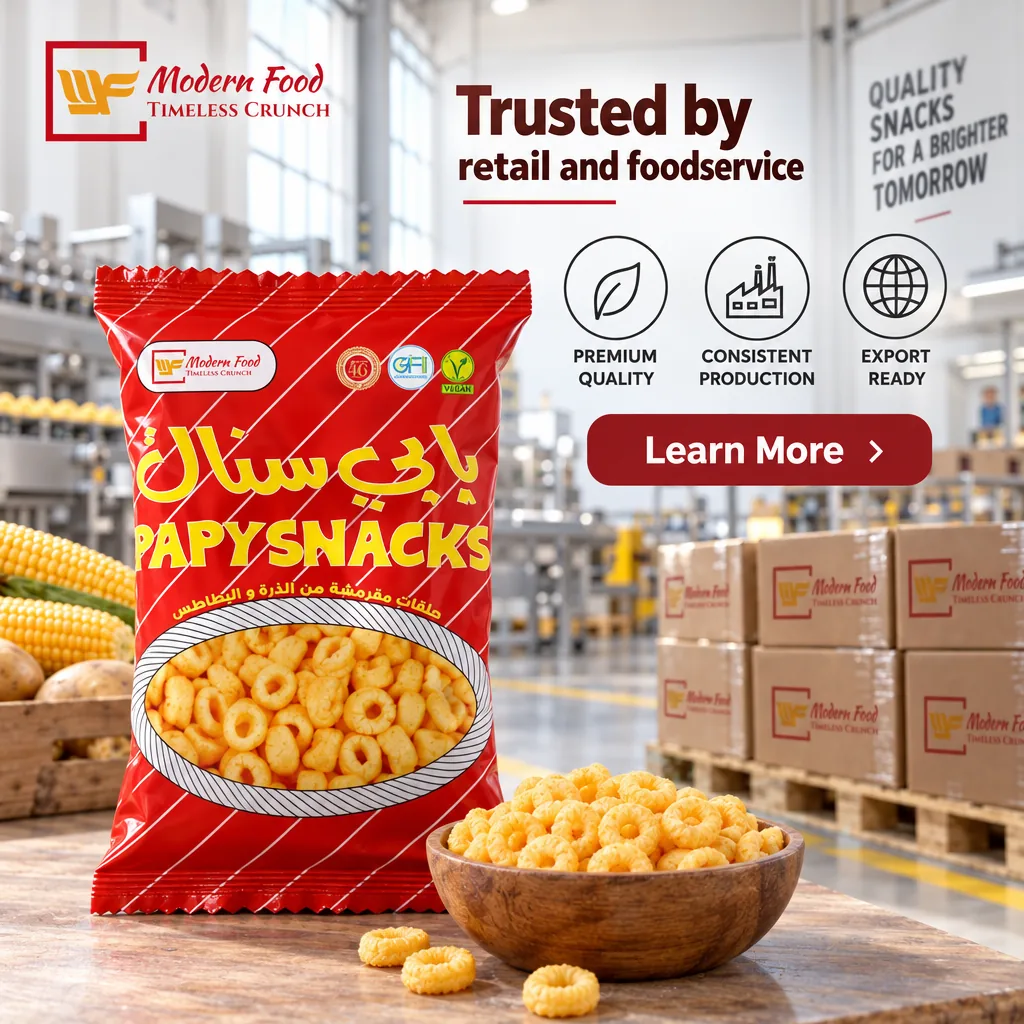 Modern Food
TIMELESS CRUNCH
Trusted by
retail and foodservice
QUALITY
SNACKS
FOR A BRIGHTER
TOMORROW
PREMIUM
QUALITY
CONSISTENT
PRODUCTION
EXPORT
READY
Learn More
Modern Food
TIMELESS CRUNCH
46
GFI
VEGAN
بابي سناك
PAPYSNACKS
حلقات مقرمشة من الذرة و البطاطس
Modern Food
TIMELESS CRUNCH
Modern Food
TIMELESS CRUNCH
Modern Food
TIMELESS CRUNCH
Modern Food
TIMELESS CRUNCH
Modern Food
TIMELESS CRUNCH
Modern Food
TIMELESS CRUNCH